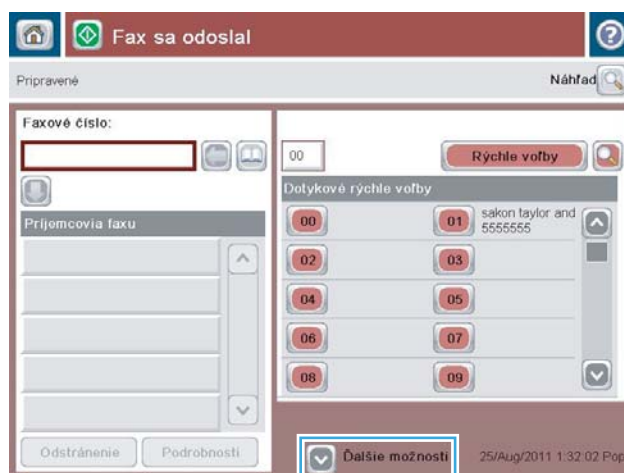 Fax sa odoslal
Pripravené
Náhľad
Faxové číslo:
Príjemcovia faxu
Odstránenie
Podrobnosti
00
Rýchle voľby
Dotykové rýchle voľby
00
01
sakon taylor and
5555555
02
03
04
05
06
07
08
09
Ďalšie možnosti
25/Aug/2011 1:32:02 Pop